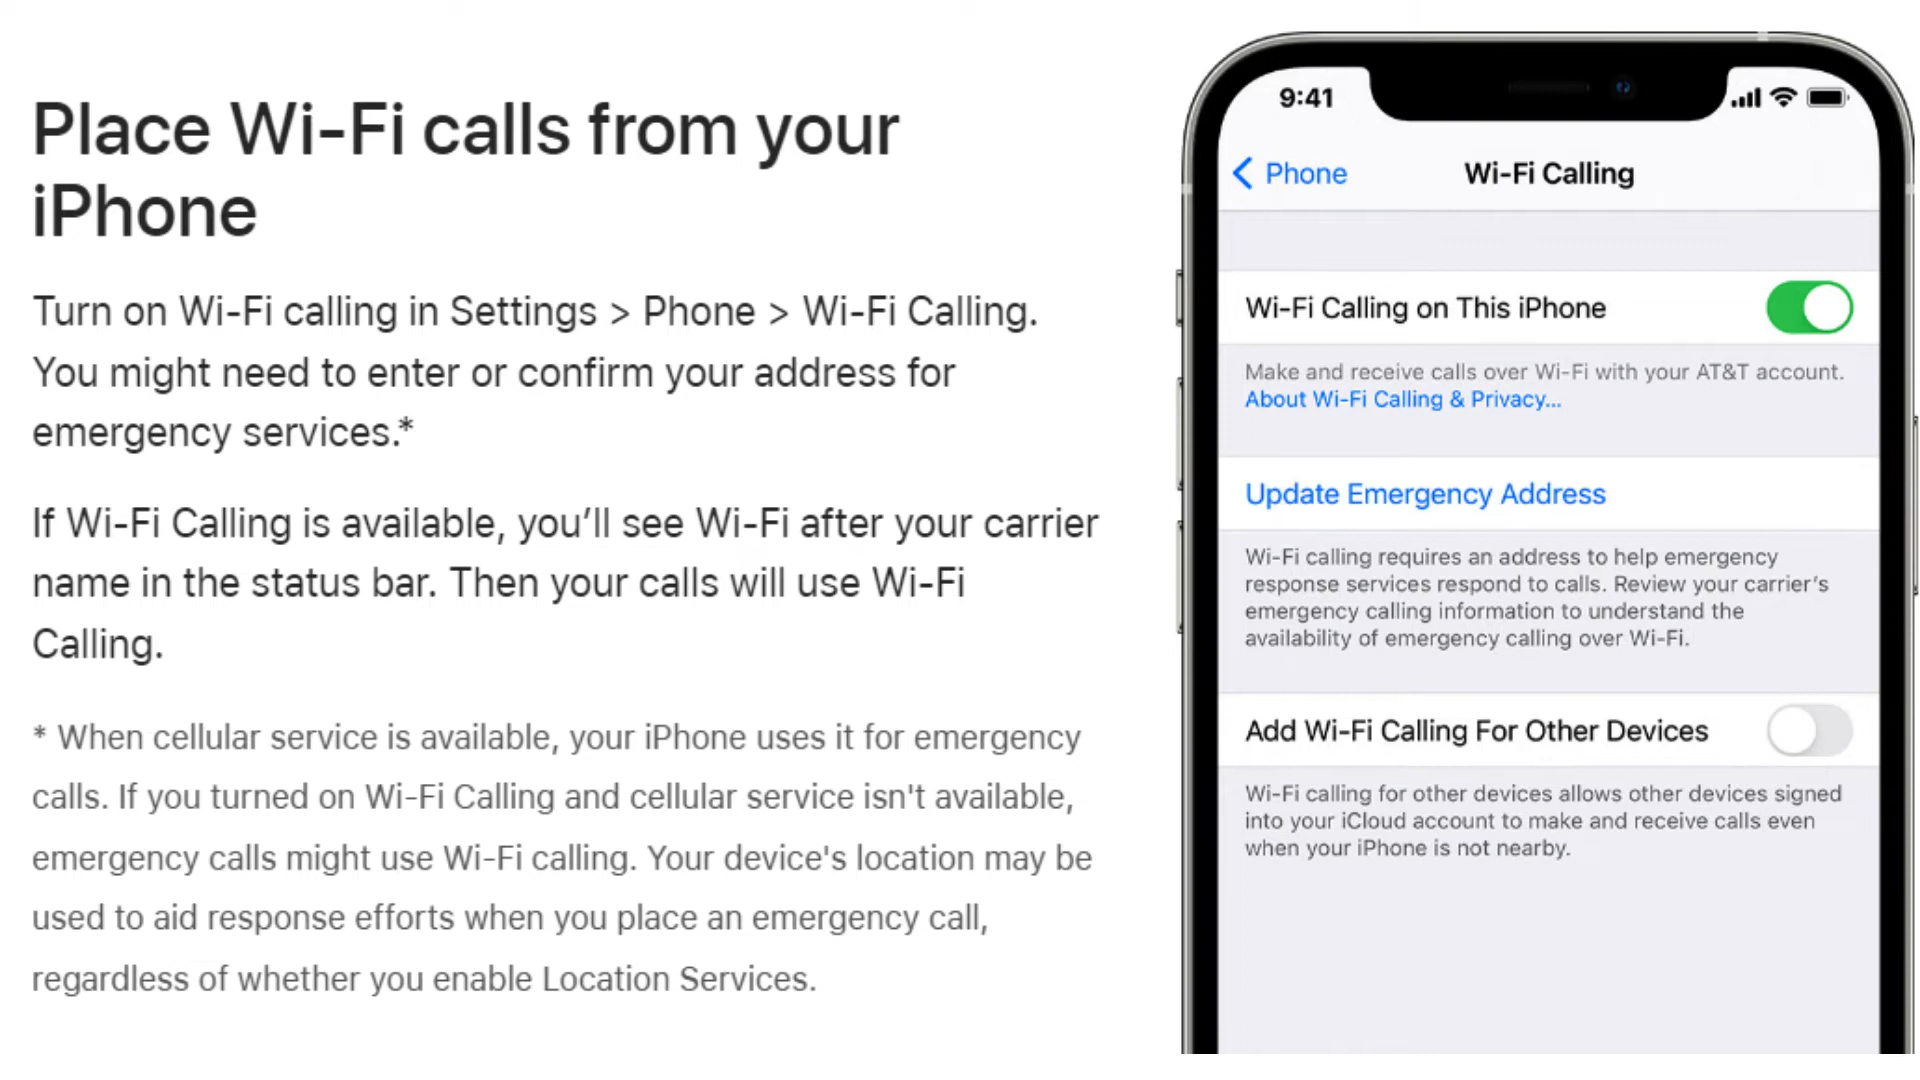 Place Wi-Fi calls from your
iPhone
Turn on Wi-Fi calling in Settings > Phone > Wi-Fi Calling.
You might need to enter or confirm your address for
emergency services.*
If Wi-Fi Calling is available, you’ll see Wi-Fi after your carrier
name in the status bar. Then your calls will use Wi-Fi
Calling.
* When cellular service is available, your iPhone uses it for emergency
calls. If you turned on Wi-Fi Calling and cellular service isn't available,
emergency calls might use Wi-Fi calling. Your device's location may be
used to aid response efforts when you place an emergency call,
regardless of whether you enable Location Services.
9:41
Phone
Wi-Fi Calling
Wi-Fi Calling on This iPhone
Make and receive calls over Wi-Fi with your AT&T account.
About Wi-Fi Calling & Privacy...
Update Emergency Address
Wi-Fi calling requires an address to help emergency
response services respond to calls. Review your carrier’s
emergency calling information to understand the
availability of emergency calling over Wi-Fi.
Add Wi-Fi Calling For Other Devices
Wi-Fi calling for other devices allows other devices signed
into your iCloud account to make and receive calls even
when your iPhone is not nearby.